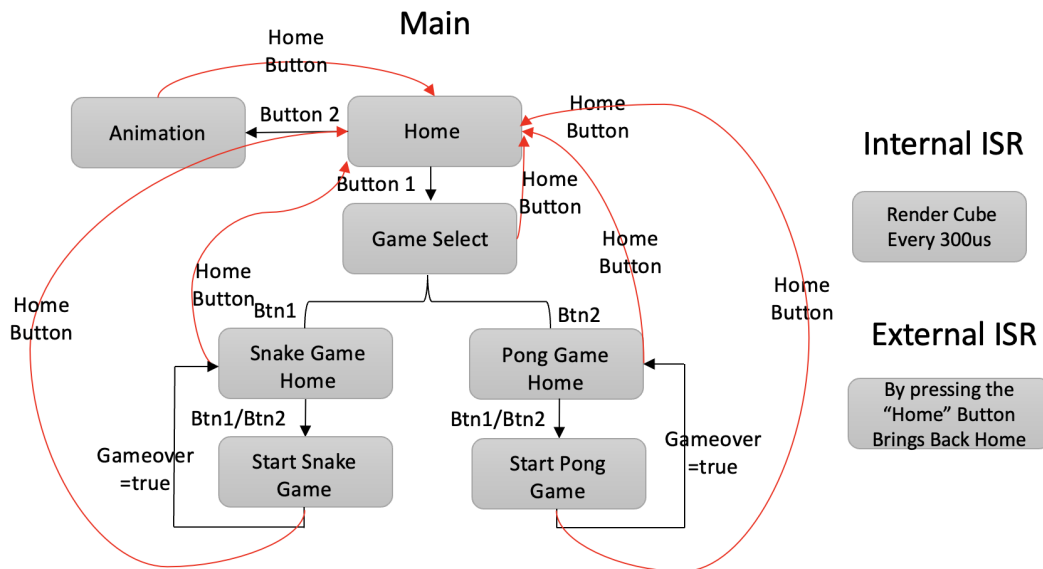 Main
Home
Button
Home
Button
Animation
Button 2
Home
Internal ISR
Button 1
Home
Button
Render Cube
Every 300us
Game Select
Home
Button
Home
Button
Home
Button
Home
Button
Btn1
Btn2
External ISR
Snake Game
Home
Pong Game
Home
By pressing the
“Home” Button
Brings Back Home
Btn1/Btn2
Btn1/Btn2
Gameover
=true
Gameover
=true
Start Snake
Game
Start Pong
Game